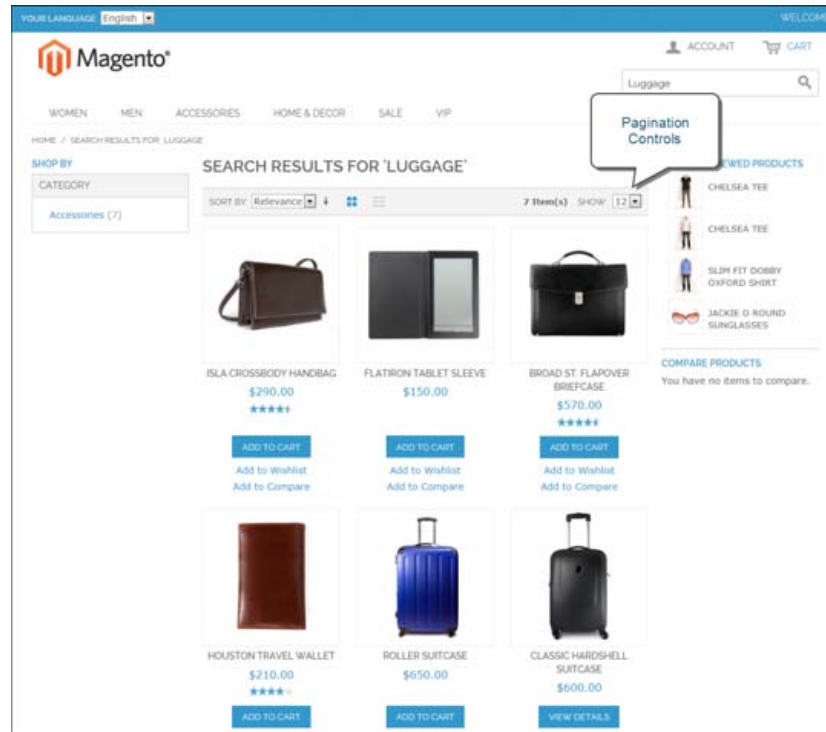 YOUR LANGUAGE: English
WELCOME
Magento®
ACCOUNT
CART
Luggage
WOMEN MEN ACCESSORIES HOME & DECOR SALE VIP
Pagination
Controls
HOME / SEARCH RESULTS FOR: LUGGAGE
SHOP BY
CATEGORY
Accessories (7)
SEARCH RESULTS FOR 'LUGGAGE'
SORT BY Relevance
7 Item(s) SHOW 12
ISLA CROSSBODY HANDBAG
$290.00
ADD TO CART
Add to Wishlist
Add to Compare
FLATIRON TABLET SLEEVE
$150.00
ADD TO CART
Add to Wishlist
Add to Compare
BROAD ST. FLAPOVER
BRIEFCASE
$570.00
ADD TO CART
Add to Wishlist
Add to Compare
HOUSTON TRAVEL WALLET
$210.00
ADD TO CART
ROLLER SUITCASE
$650.00
ADD TO CART
CLASSIC HARDSHELL
SUITCASE
$600.00
VIEW DETAILS
PRODUCTS
CHELSEA TEE
CHELSEA TEE
SLIM FIT DOBBY
OXFORD SHIRT
JACKIE O ROUND
SUNGLASSES
COMPARE PRODUCTS
You have no items to compare.